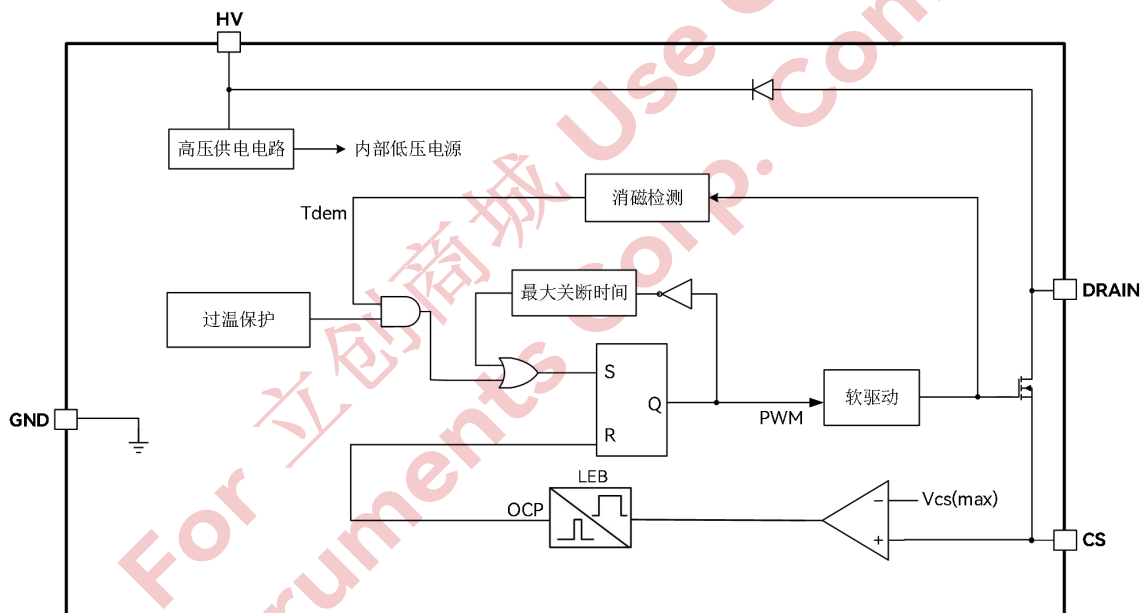 HV
高压供电电路
内部低压电源
消磁检测
Tdem
最大关断时间
DRAIN
过温保护
S
Q
R
软驱动
PWM
GND
LEB
OCP
Vcs(max)
−
+
CS
For 立创商城 Use O
ruments Corp. Com